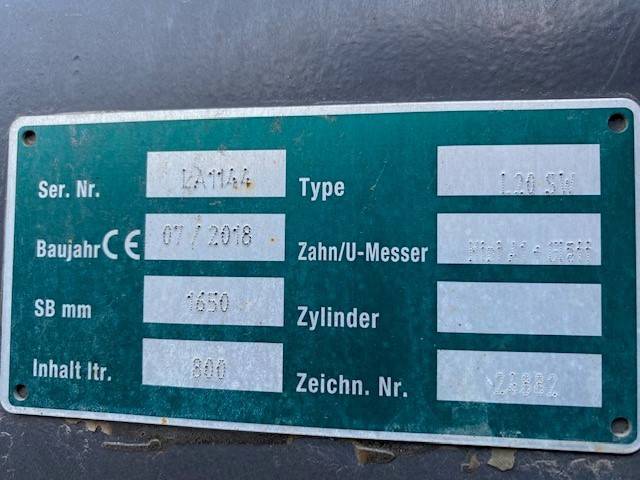 Ser. Nr. LA1144 Type L20 SW
Baujahr CE 07/2018 Zahn/U-Messer
SB mm 1650 Zylinder
Inhalt ltr. 800 Zeichn. Nr. 24882